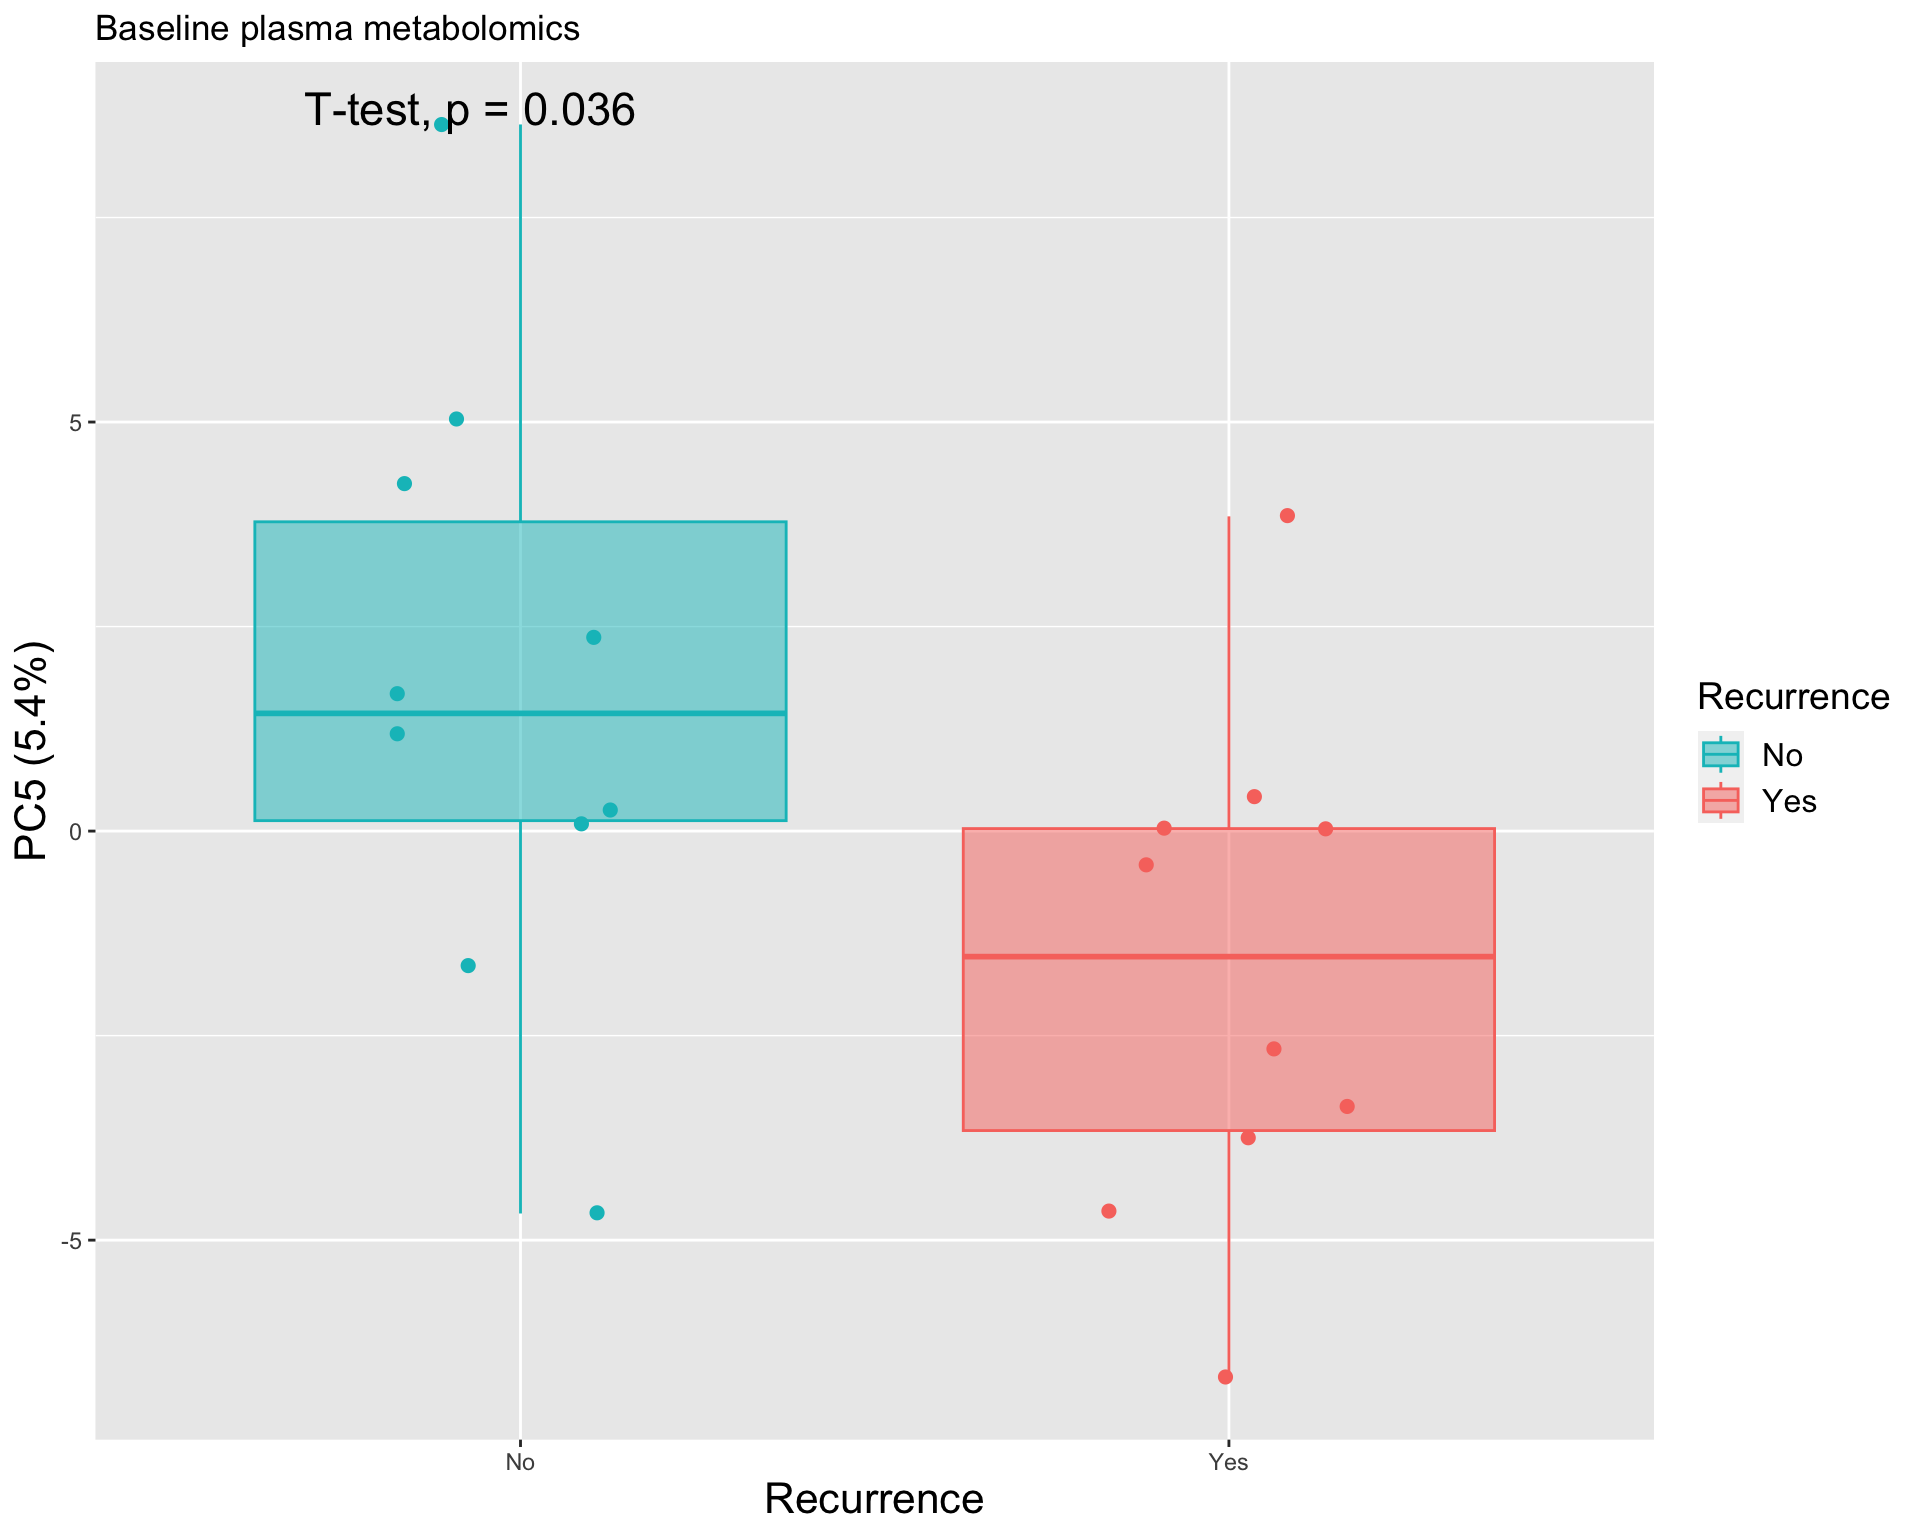 Baseline plasma metabolomics
T-test, p = 0.036
PC5 (5.4%)
5
0
-5
No
Yes
Recurrence
Recurrence
No
Yes